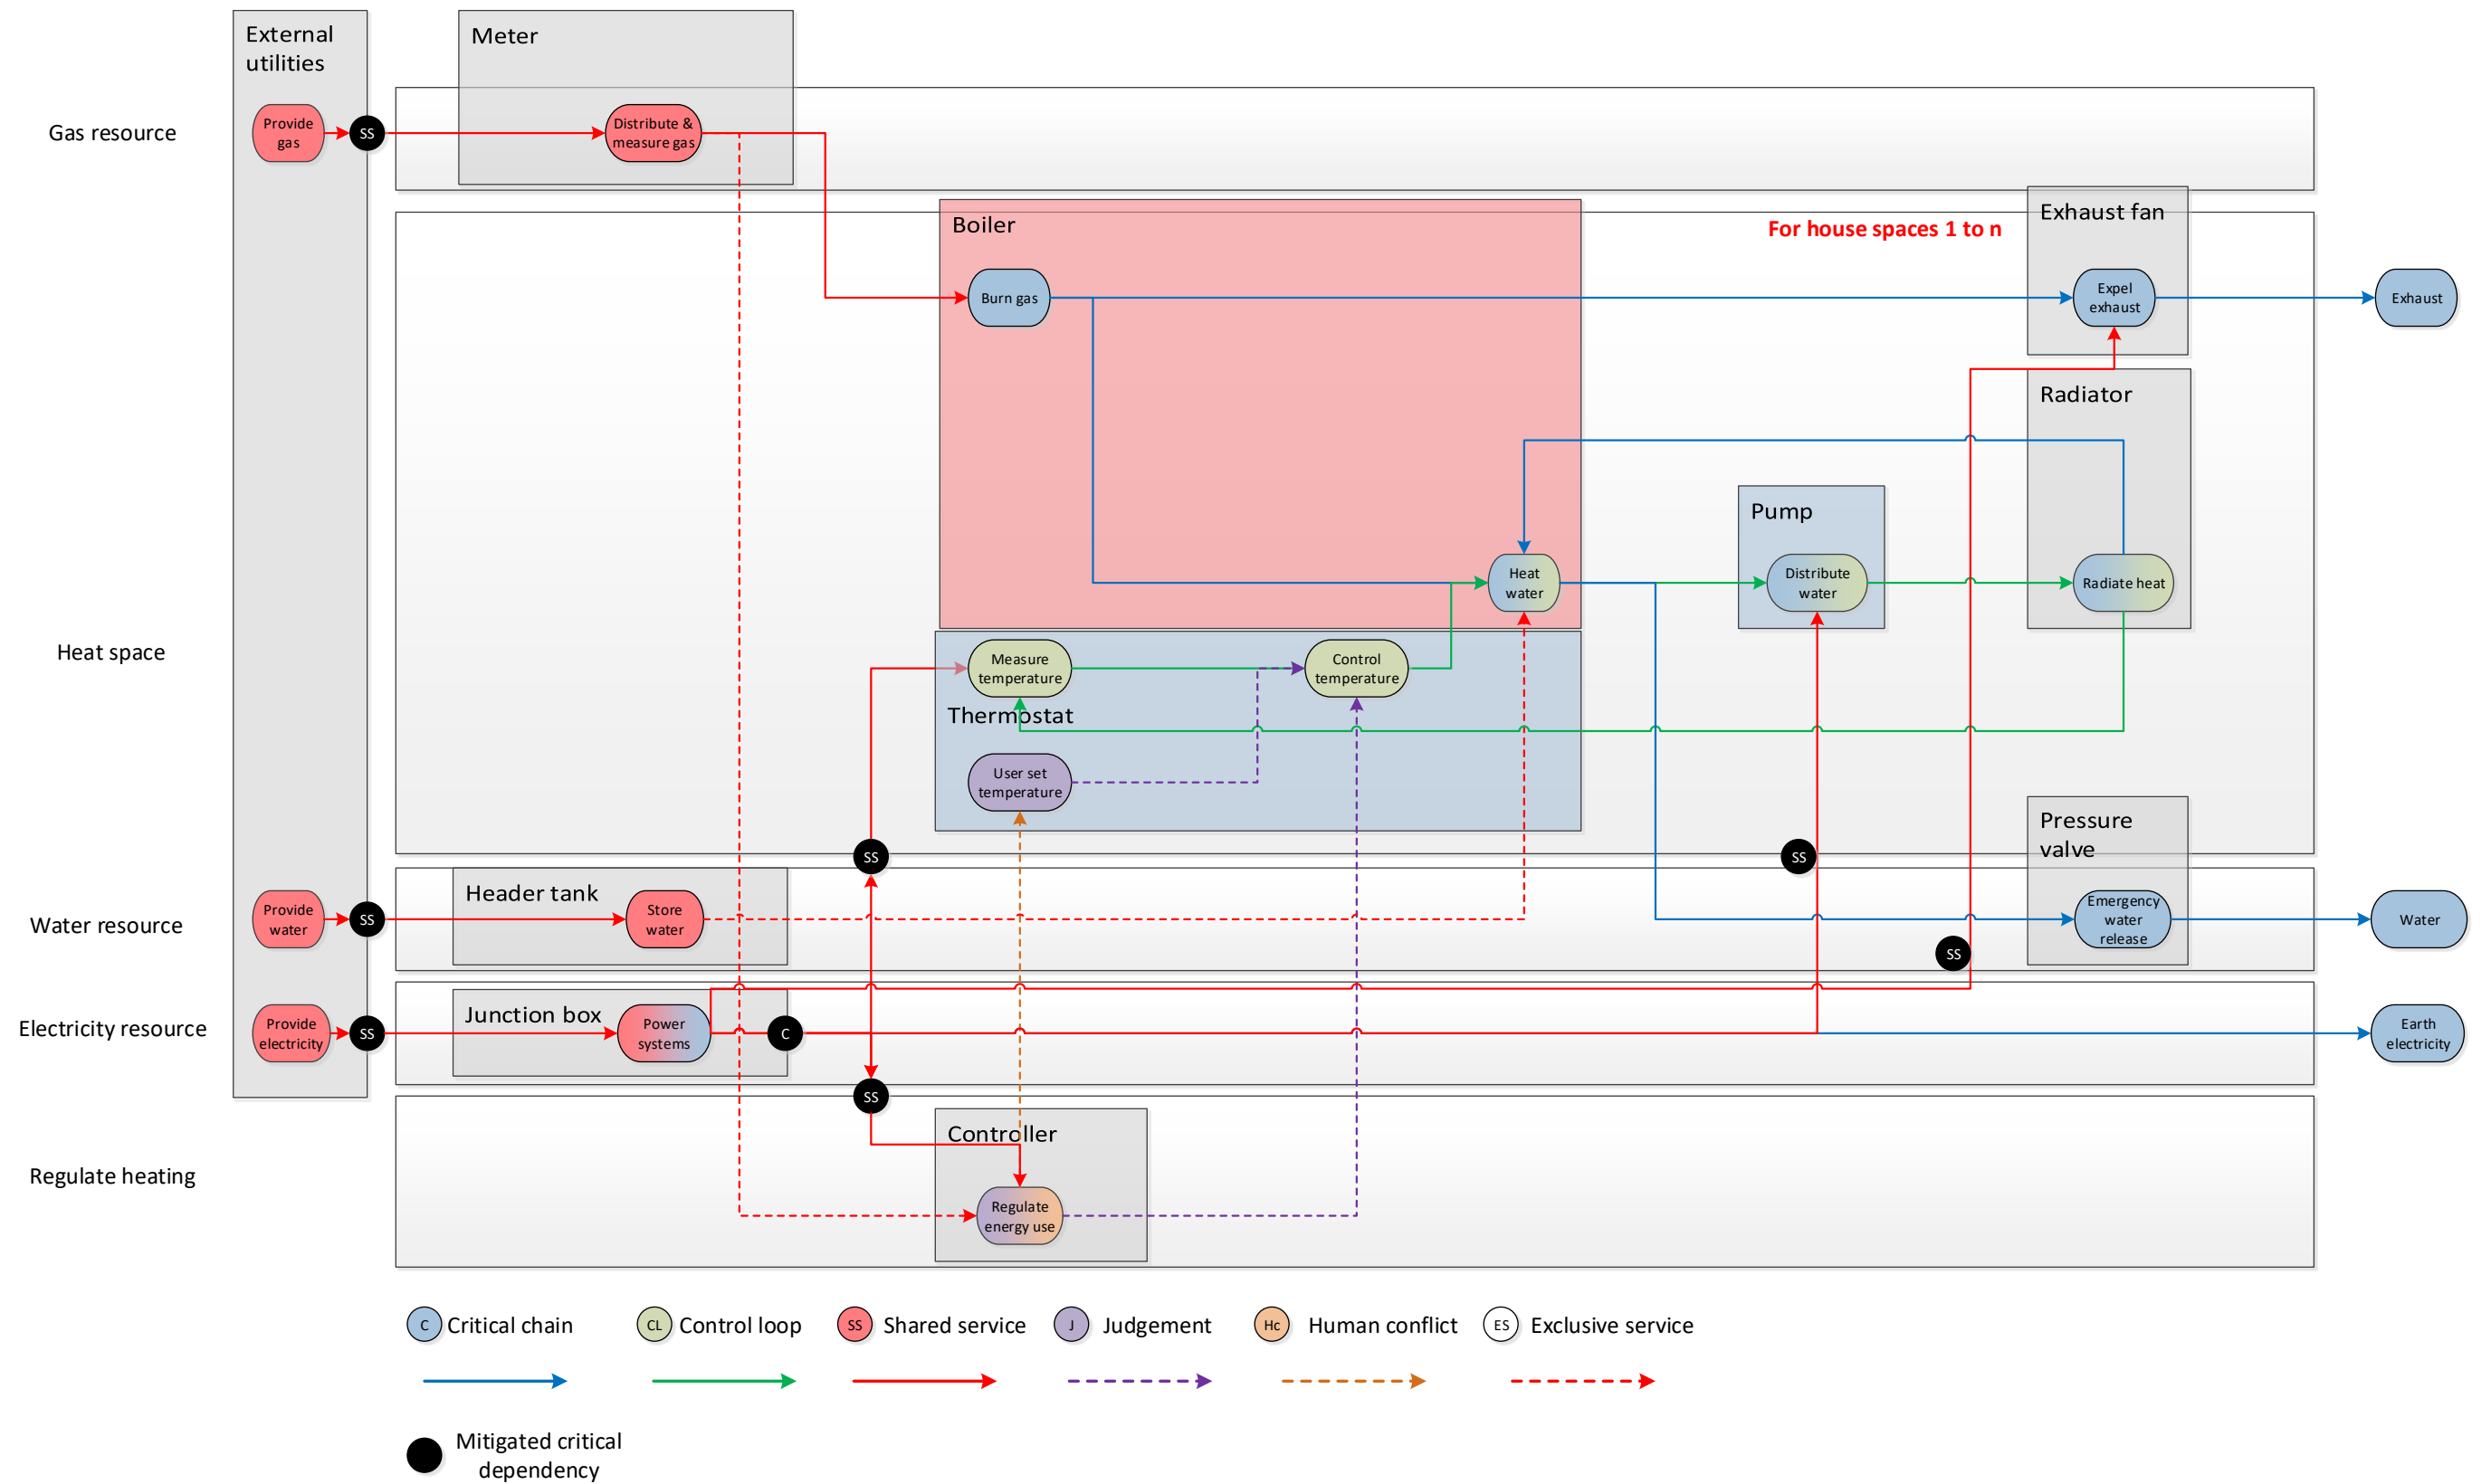 External
utilities
Meter
Gas resource
Provide
gas
SS
Distribute &
measure gas
Boiler
For house spaces 1 to n
Exhaust fan
Burn gas
Expel
exhaust
Exhaust
Radiator
Pump
Heat
water
Distribute
water
Radiate heat
Heat space
Measure
temperature
Control
temperature
Thermostat
User set
temperature
Pressure
valve
SS
SS
Header tank
Water resource
Provide
water
SS
Store
water
Emergency
water
release
Water
SS
Junction box
Electricity resource
Provide
electricity
SS
Power
systems
C
Earth
electricity
SS
Controller
Regulate heating
Regulate
energy use
C Critical chain
CL Control loop
SS Shared service
J Judgement
Hc Human conflict
ES Exclusive service
Mitigated critical
dependency